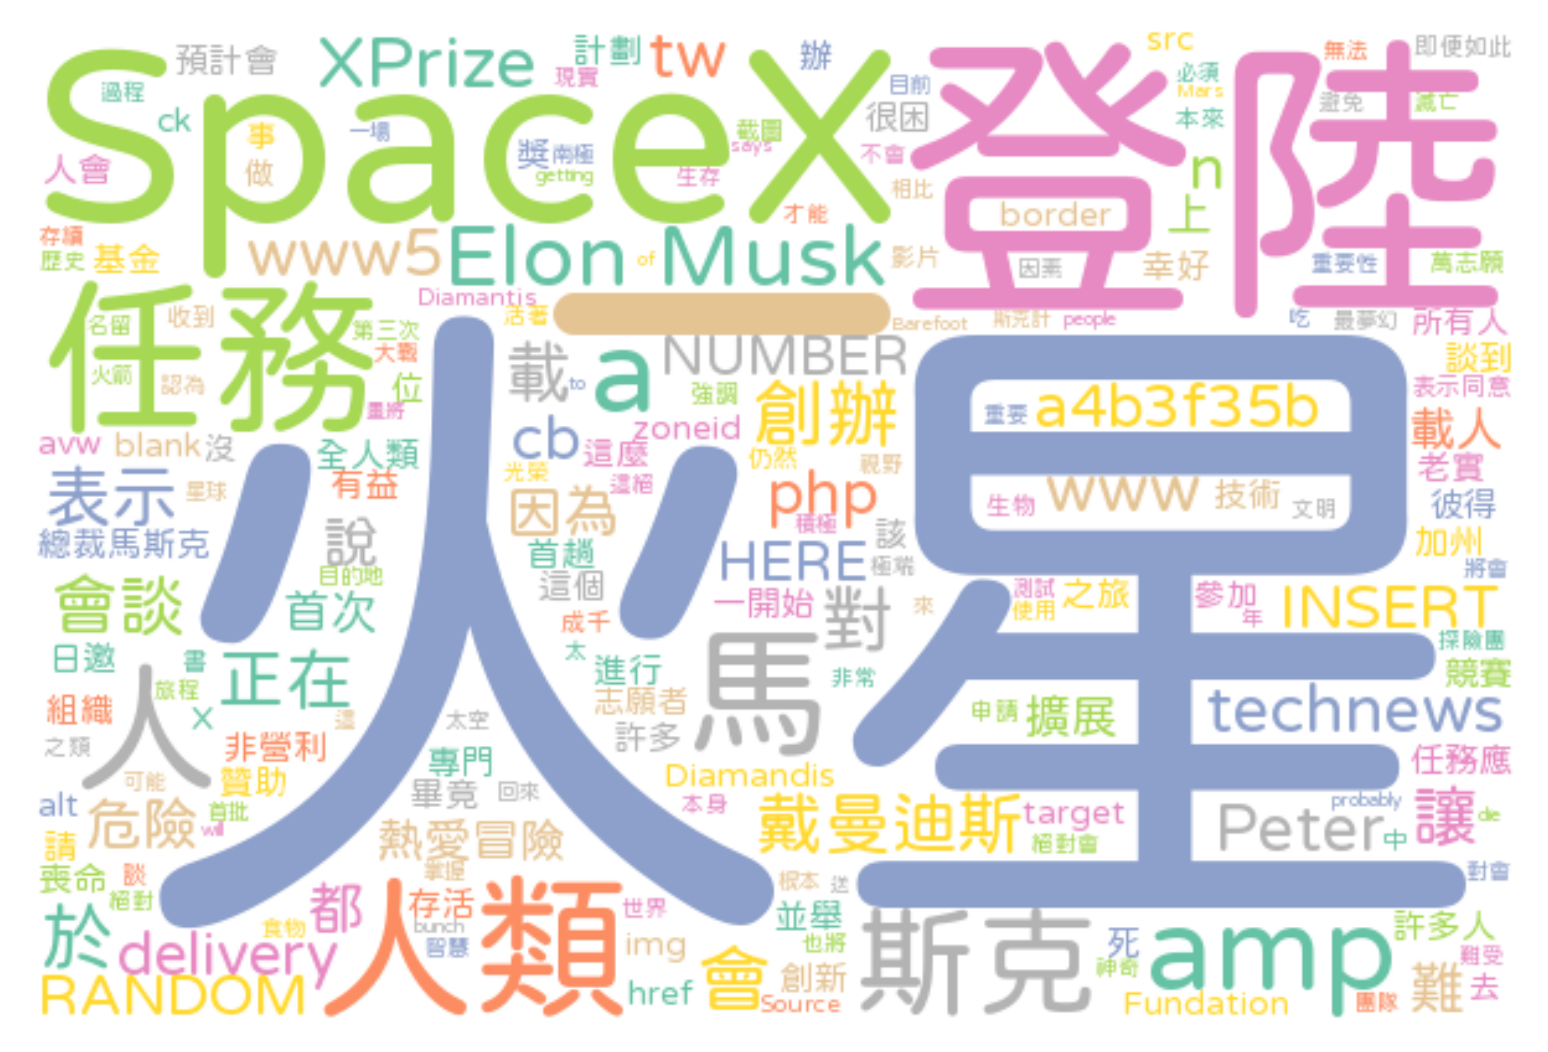 SpaceX
登陸
預計會
XPrize
計劃
tw
現實
辦
src
無法
即便如此
過程
ck
事
一場
獎
南極
截圖
says
目前
很困
必須
Mars
本來
避免
滅亡
人會
做
getting
生存
不會
相比
n
上
border
才能
存續
歷史
基金
www5
Elon Musk
of
影片
因素
幸好
重要性
萬志願
Diamantis
活著
一
Barefoot
斯克計
people
吃
最夢幻
所有人
任務
名留
收到
第三次
大戰
火箭
認為
位
畫將
火星
載
to
a
NUMBER
強調
創辦
重要
a4b3f35b
談到
表示同意
載人
avw
blank
沒
全人類
cb
這麼
zoneid
仍然
視野
老實
表示
星球
有益
光榮
這絕
因為
php
積極
生物
www
技術
文明
彼得
總裁馬斯克
說
目的地
首趟
這個
HERE
該
極端
加州
將會
會談
首次
成千
一開始
對
來
測試
使用
之旅
參加
年
INSERT
探險團
日邀
書
正在
太
進行
非常
競賽
組織
人
旅程
X
這
太空
志願者
許多
馬
申請
擴展
technews
之類
非營利
專門
可能
贊助
畢竟
回來
Diamandis
本身
任務應
alt
危險
首批
will
熱愛冒險
戴曼迪斯
target
絕對會
Peter
probably
中
讓
die
請
喪命
談
絕對
掌握
根本
送
對會
於
都
人類
存活
bunch
世界
並舉
也將
斯克
死
神奇
amp
許多人
難受
delivery
食物
智慧
img
會
創新
RANDOM
href
Source
Fundation
團隊
難
去